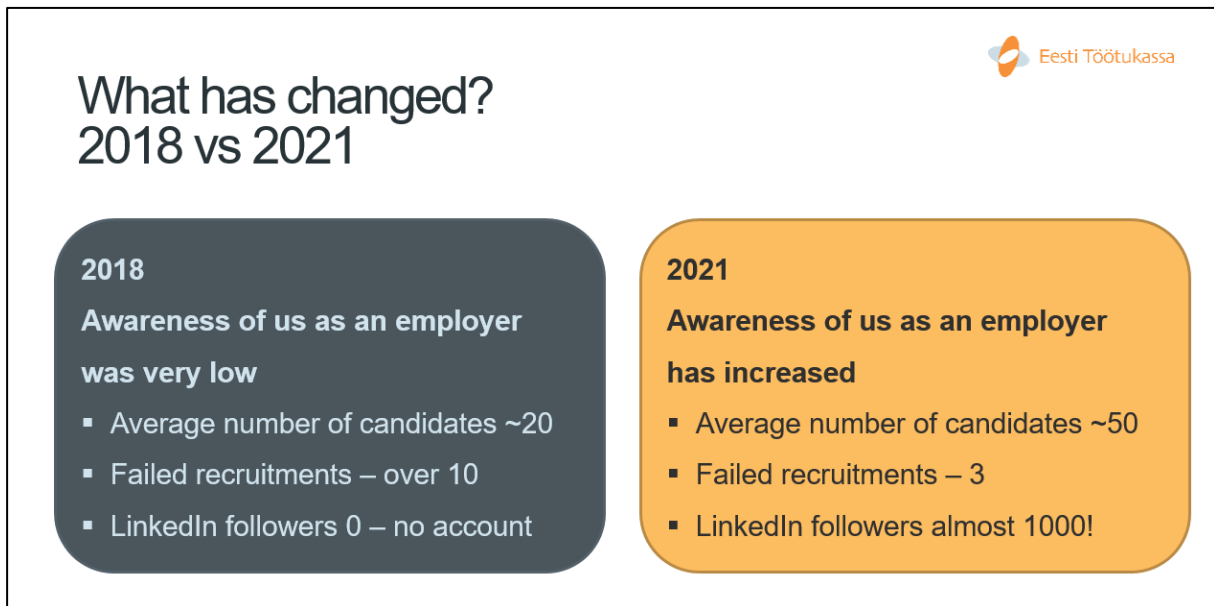 Eesti Töötukassa
What has changed?
2018 vs 2021
2018
Awareness of us as an employer
was very low
▪ Average number of candidates ~20
▪ Failed recruitments – over 10
▪ LinkedIn followers 0 – no account
2021
Awareness of us as an employer
has increased
▪ Average number of candidates ~50
▪ Failed recruitments – 3
▪ LinkedIn followers almost 1000!